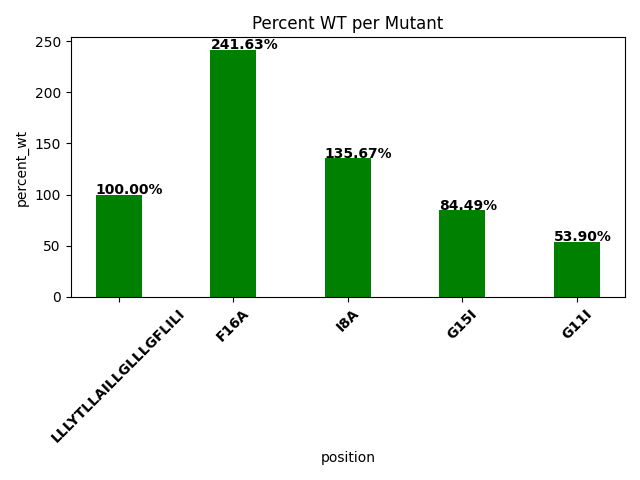 Percent WT per Mutant
percent_wt
250
200
150
100
50
0
100.00%
241.63%
135.67%
84.49%
53.90%
LLLYTLLAILLGLLLGFLILI
F16A
I8A
G15I
G11I
position